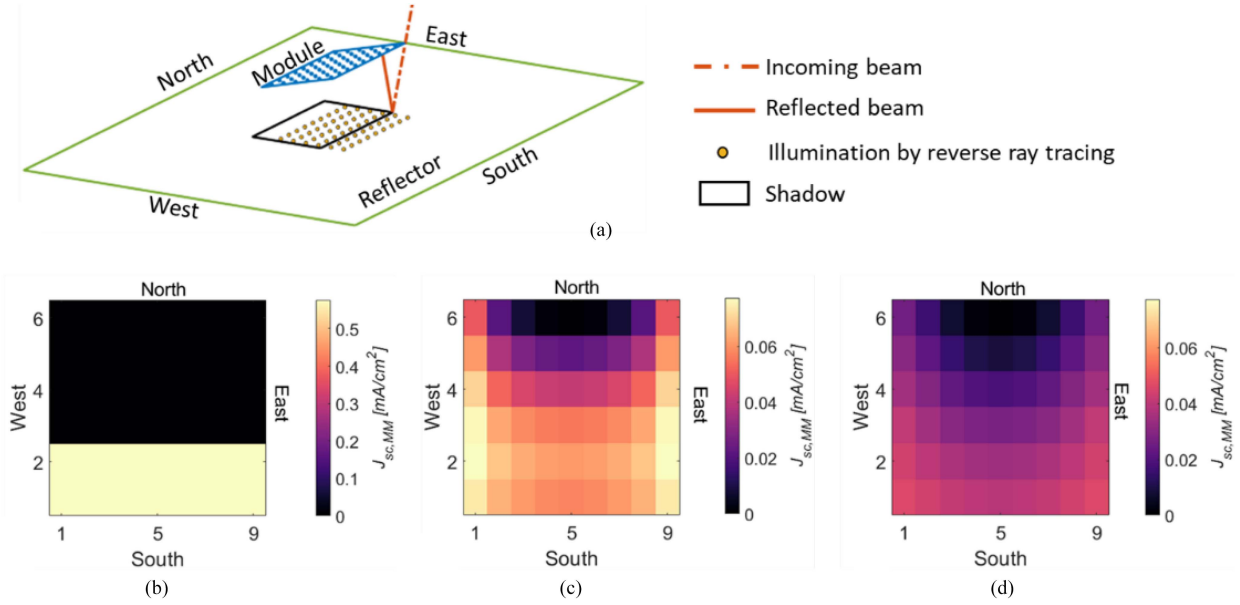 North
Module
East
Reflector
South
West
Incoming beam
Reflected beam
Illumination by reverse ray tracing
Shadow
(a)
North
6
4
2
West
East
1 5 9
South
0.5
0.4
0.3
0.2
0.1
0
J_sc,MM [mA/cm²]
(b)
North
6
4
2
West
East
1 5 9
South
0.06
0.04
0.02
0
J_sc,MM [mA/cm²]
(c)
North
6
4
2
West
East
1 5 9
South
0.06
0.04
0.02
0
J_sc,MM [mA/cm²]
(d)